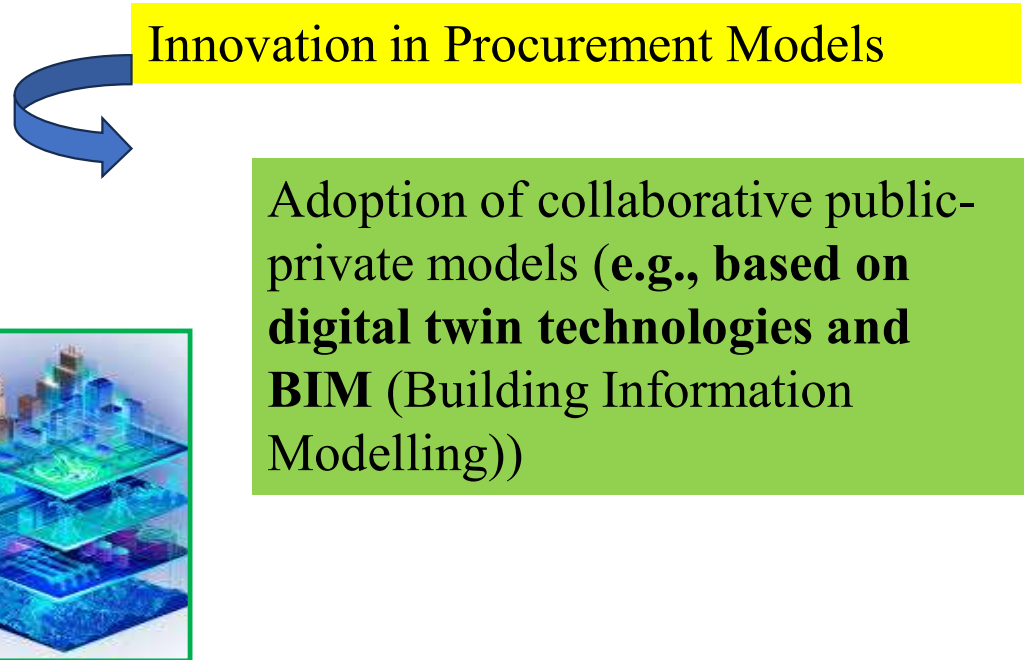 Innovation in Procurement Models
Adoption of collaborative public-
private models (e.g., based on
digital twin technologies and
BIM (Building Information
Modelling))